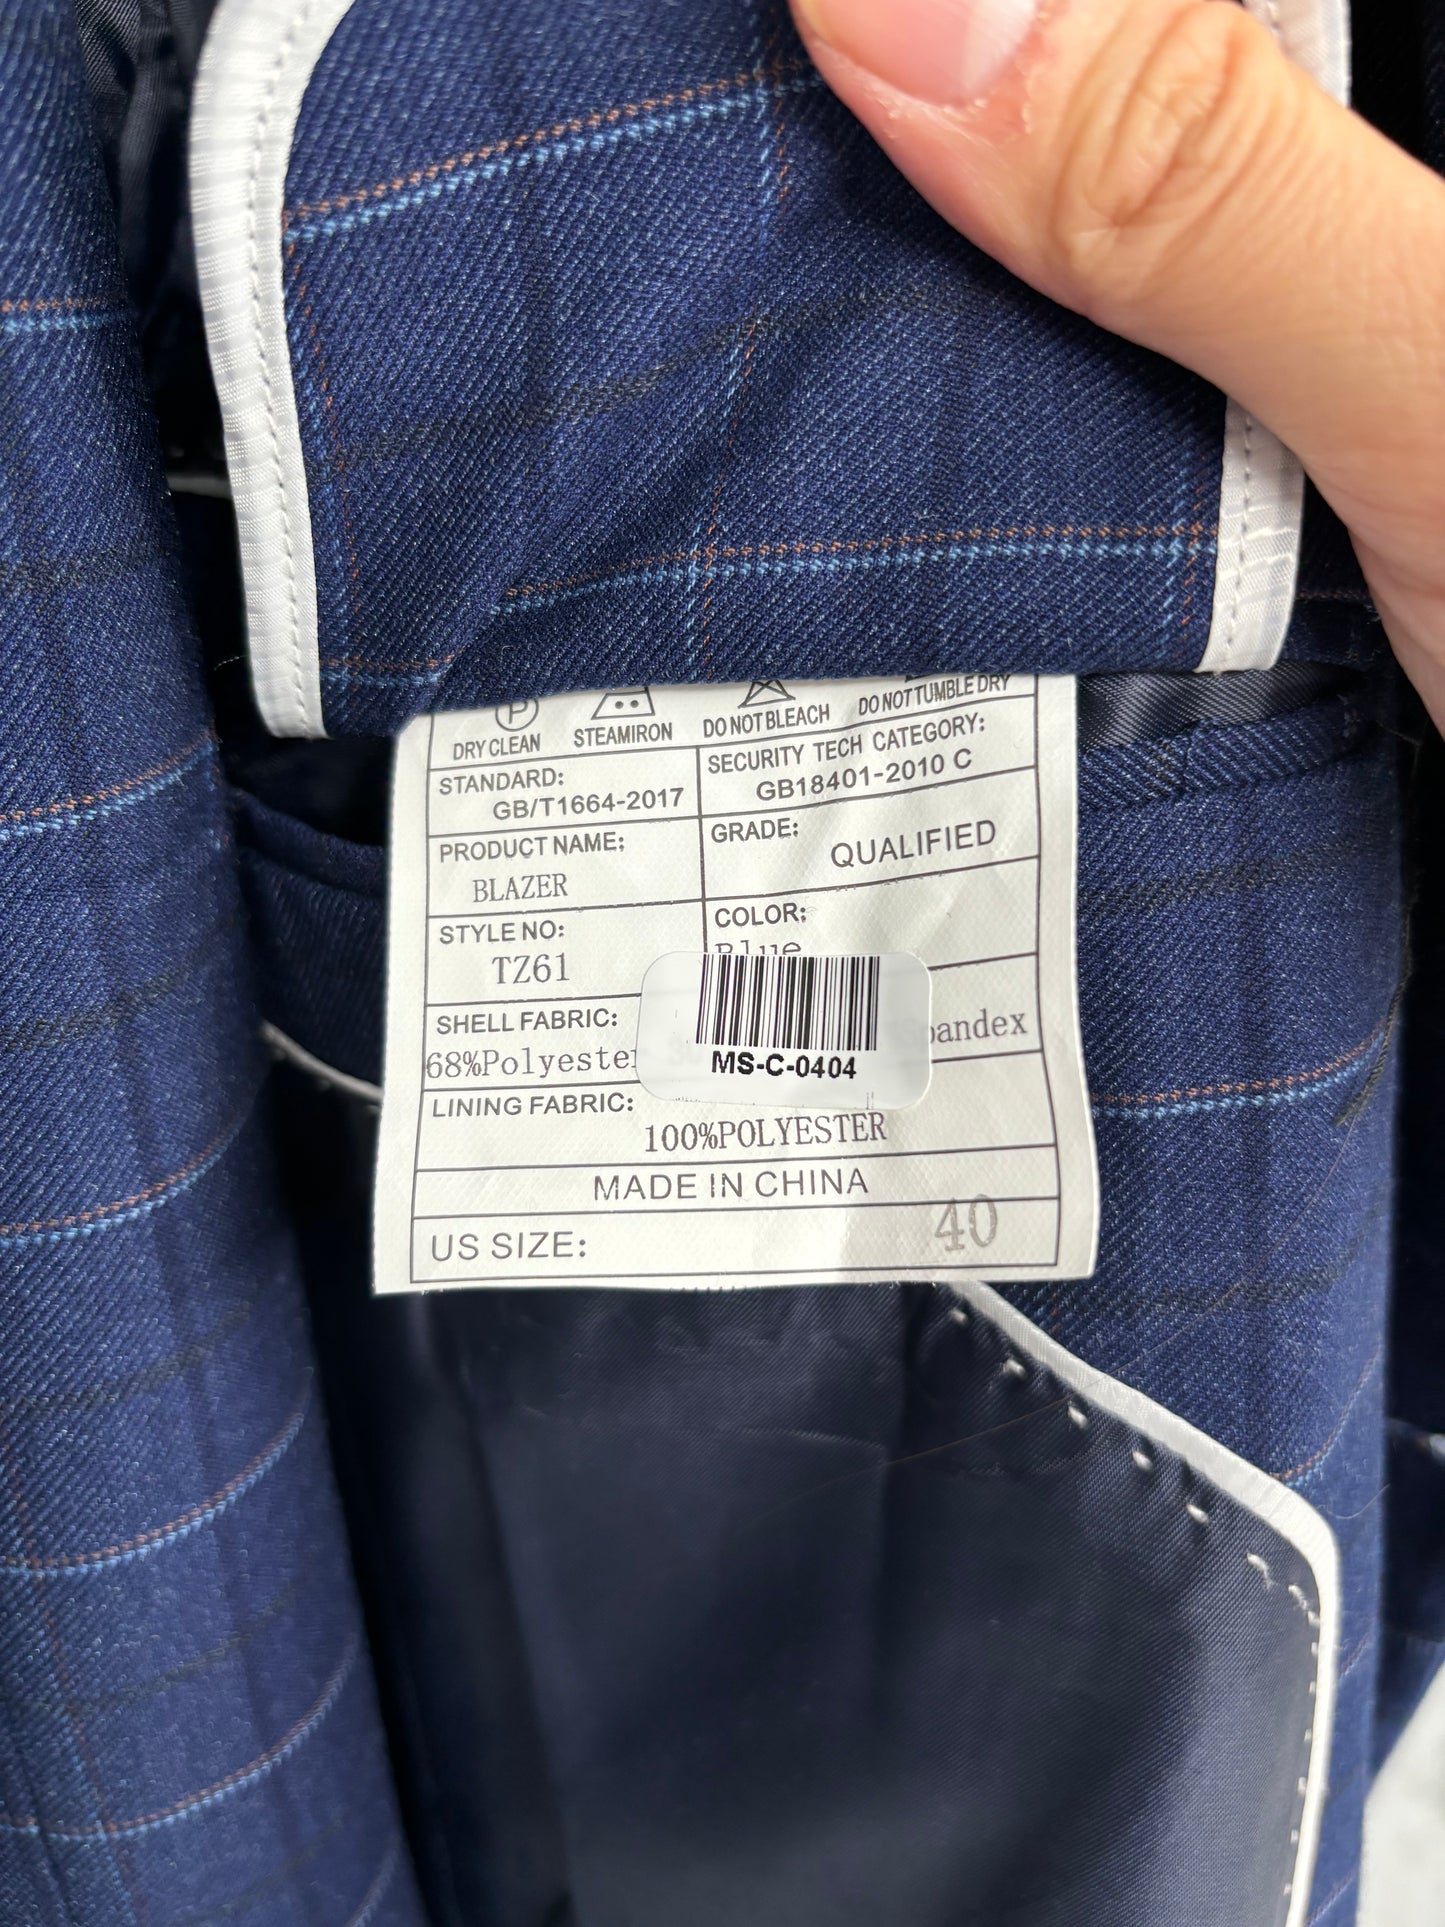 P
DRY CLEAN STEAMIRON DO NOT BLEACH DO NOT TUMBLE DRY
STANDARD:
GB/T1664-2017
SECURITY TECH CATEGORY:
GB18401-2010 C
PRODUCT NAME:
BLAZER
GRADE:
QUALIFIED
STYLE NO:
TZ61
COLOR:
Blue
SHELL FABRIC:
68%Polyester
MS-C-0404
LINING FABRIC:
100%POLYESTER
MADE IN CHINA
US SIZE: 40